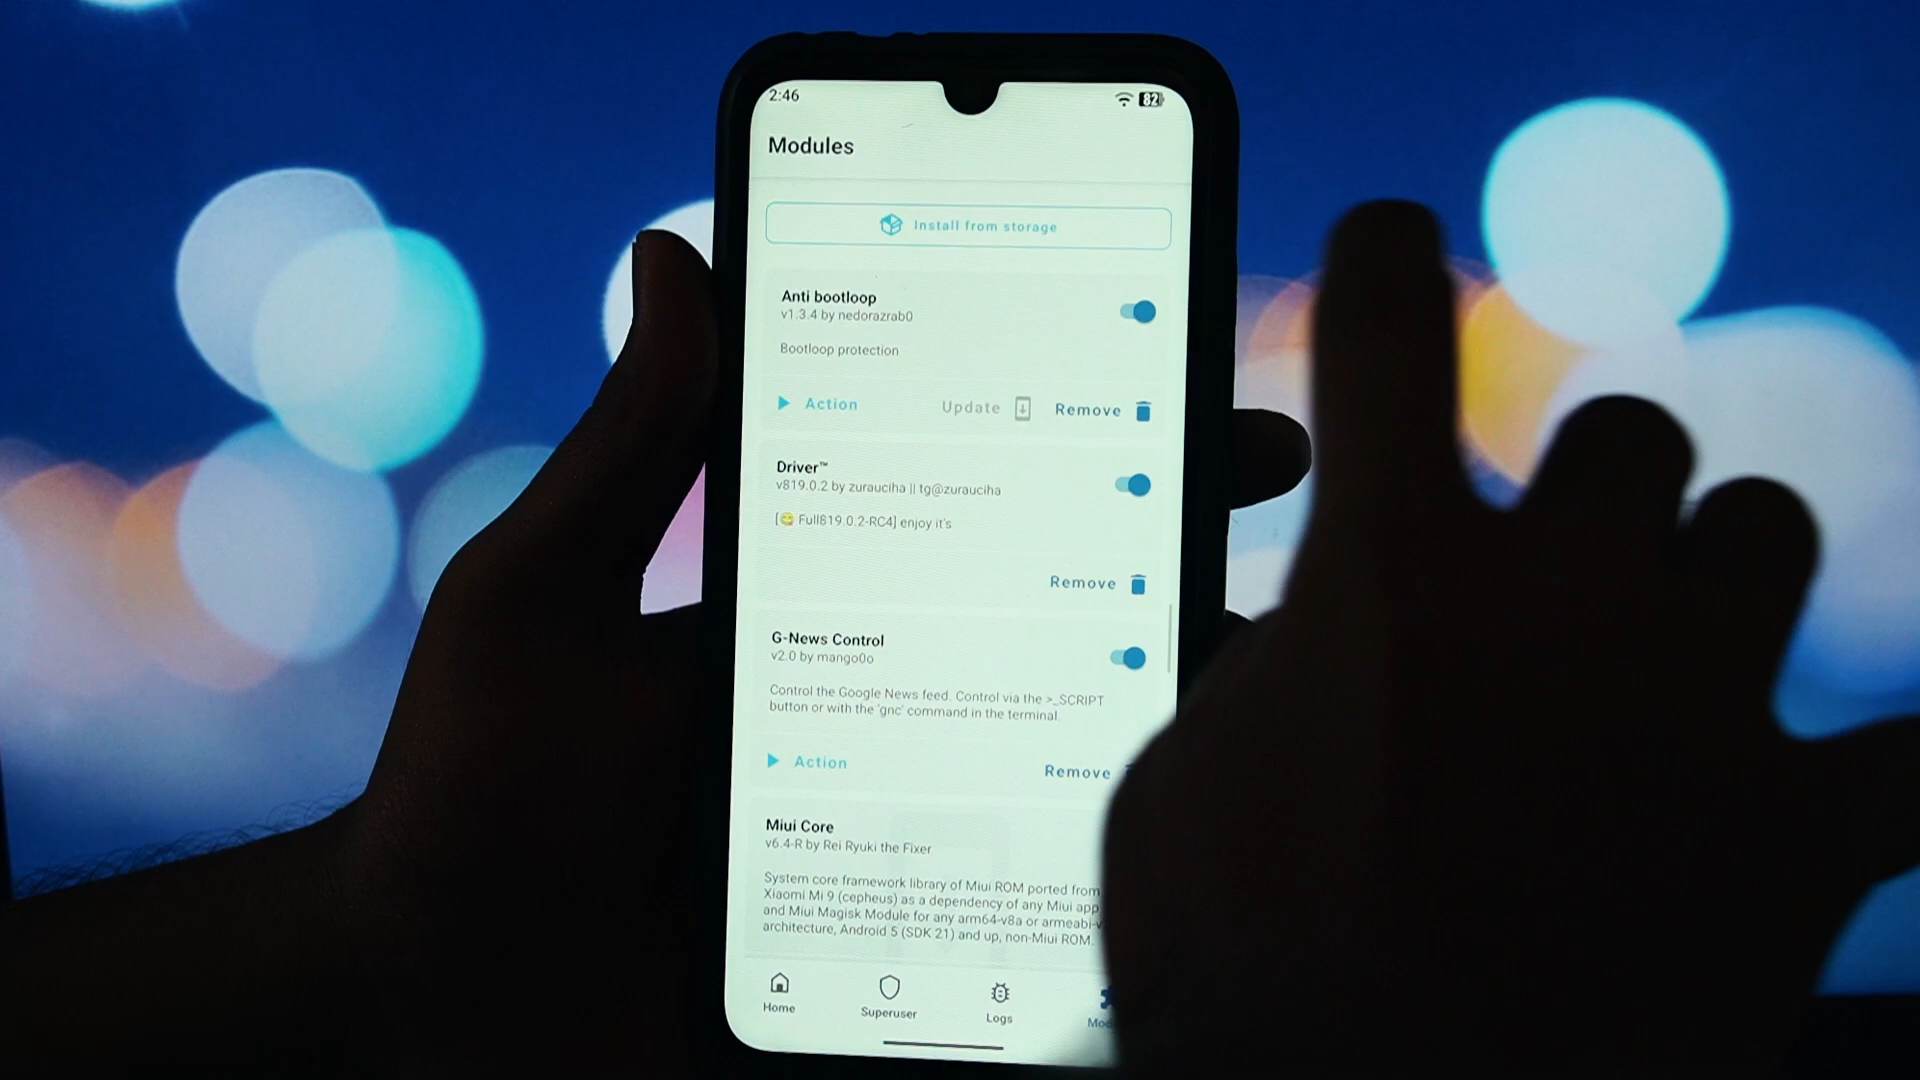 2:46
82
Modules
Install from storage
Anti bootloop
v1.3.4 by nedorazrab0
Bootloop protection
Action Update Remove
Driver™
v819.0.2 by zurauciha || tg@zurauciha
[😋 Full819.0.2-RC4] enjoy it's
Remove
G-News Control
v2.0 by mango0o
Control the Google News feed. Control via the >_SCRIPT
button or with the 'gnc' command in the terminal.
Action Remove
Miui Core
v6.4-R by Rei Ryuki the Fixer
System core framework library of Miui ROM ported from
Xiaomi Mi 9 (cepheus) as a dependency of any Miui app
and Miui Magisk Module for any arm64-v8a or armeabi-v
architecture, Android 5 (SDK 21) and up, non-Miui ROM.
Home Superuser Logs